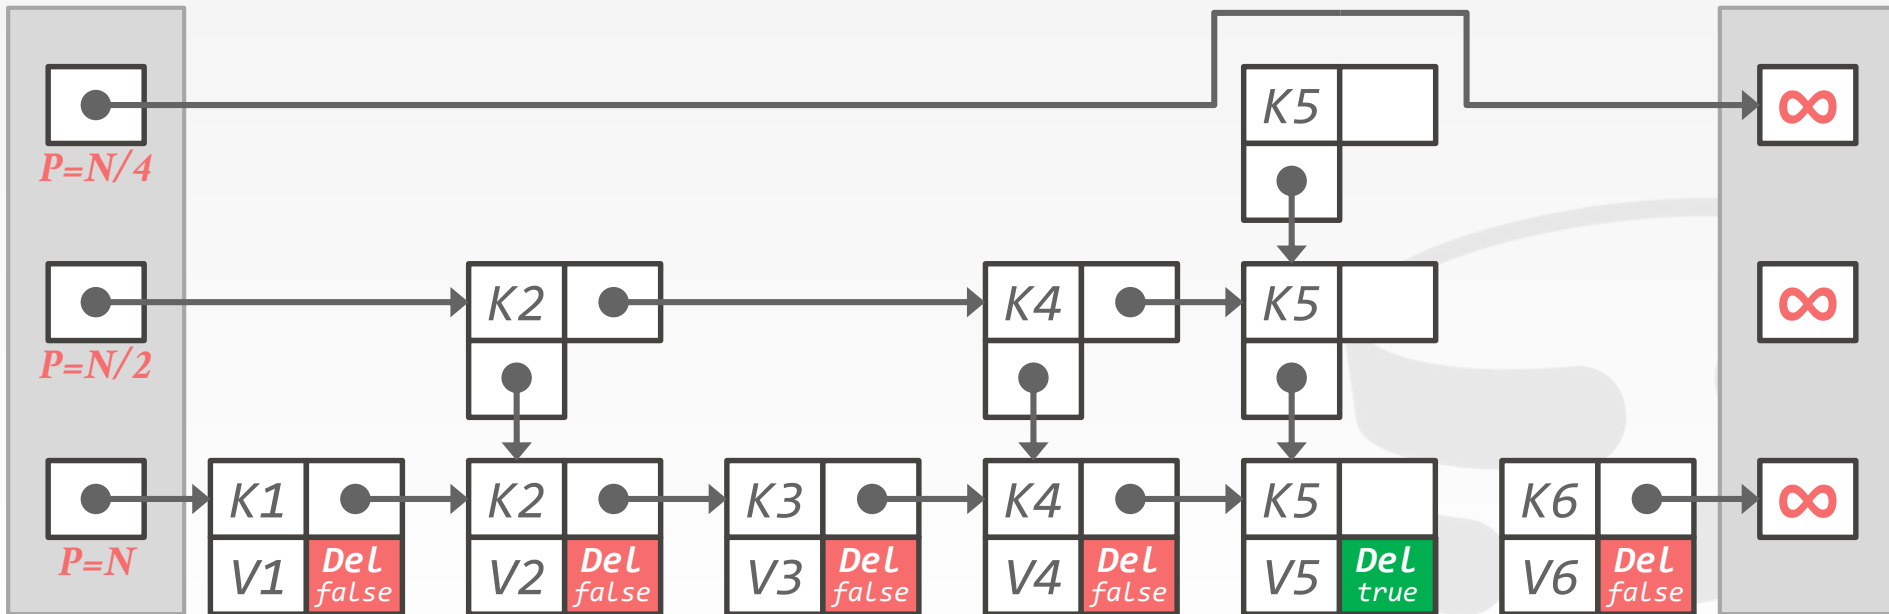 K5
∞
P=N/4
K2
K4
K5
∞
P=N/2
K1
K2
K3
K4
K5
K6
∞
P=N
V1
Del
false
V2
Del
false
V3
Del
false
V4
Del
false
V5
Del
true
V6
Del
false